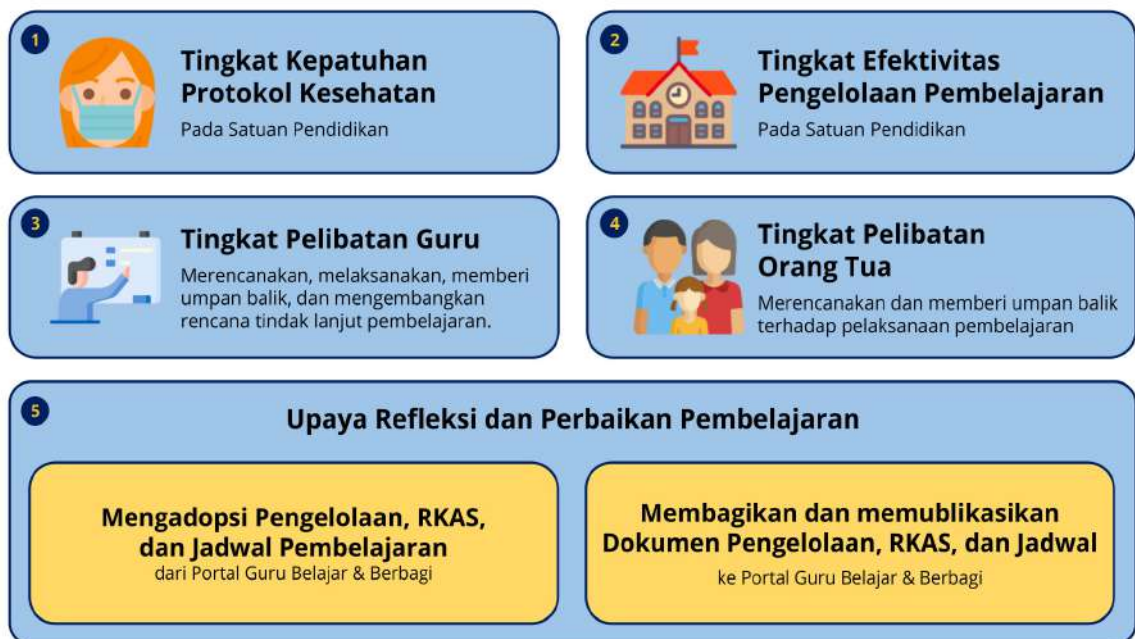 1
Tingkat Kepatuhan
Protokol Kesehatan
Pada Satuan Pendidikan
2
Tingkat Efektivitas
Pengelolaan Pembelajaran
Pada Satuan Pendidikan
3
Tingkat Pelibatan Guru
Merencanakan, melaksanakan, memberi
umpan balik, dan mengembangkan
rencana tindak lanjut pembelajaran.
4
Tingkat Pelibatan
Orang Tua
Merencanakan dan memberi umpan balik
terhadap pelaksanaan pembelajaran
5
Upaya Refleksi dan Perbaikan Pembelajaran
Mengadopsi Pengelolaan, RKAS,
dan Jadwal Pembelajaran
dari Portal Guru Belajar & Berbagi
Membagikan dan memublikasikan
Dokumen Pengelolaan, RKAS, dan Jadwal
ke Portal Guru Belajar & Berbagi